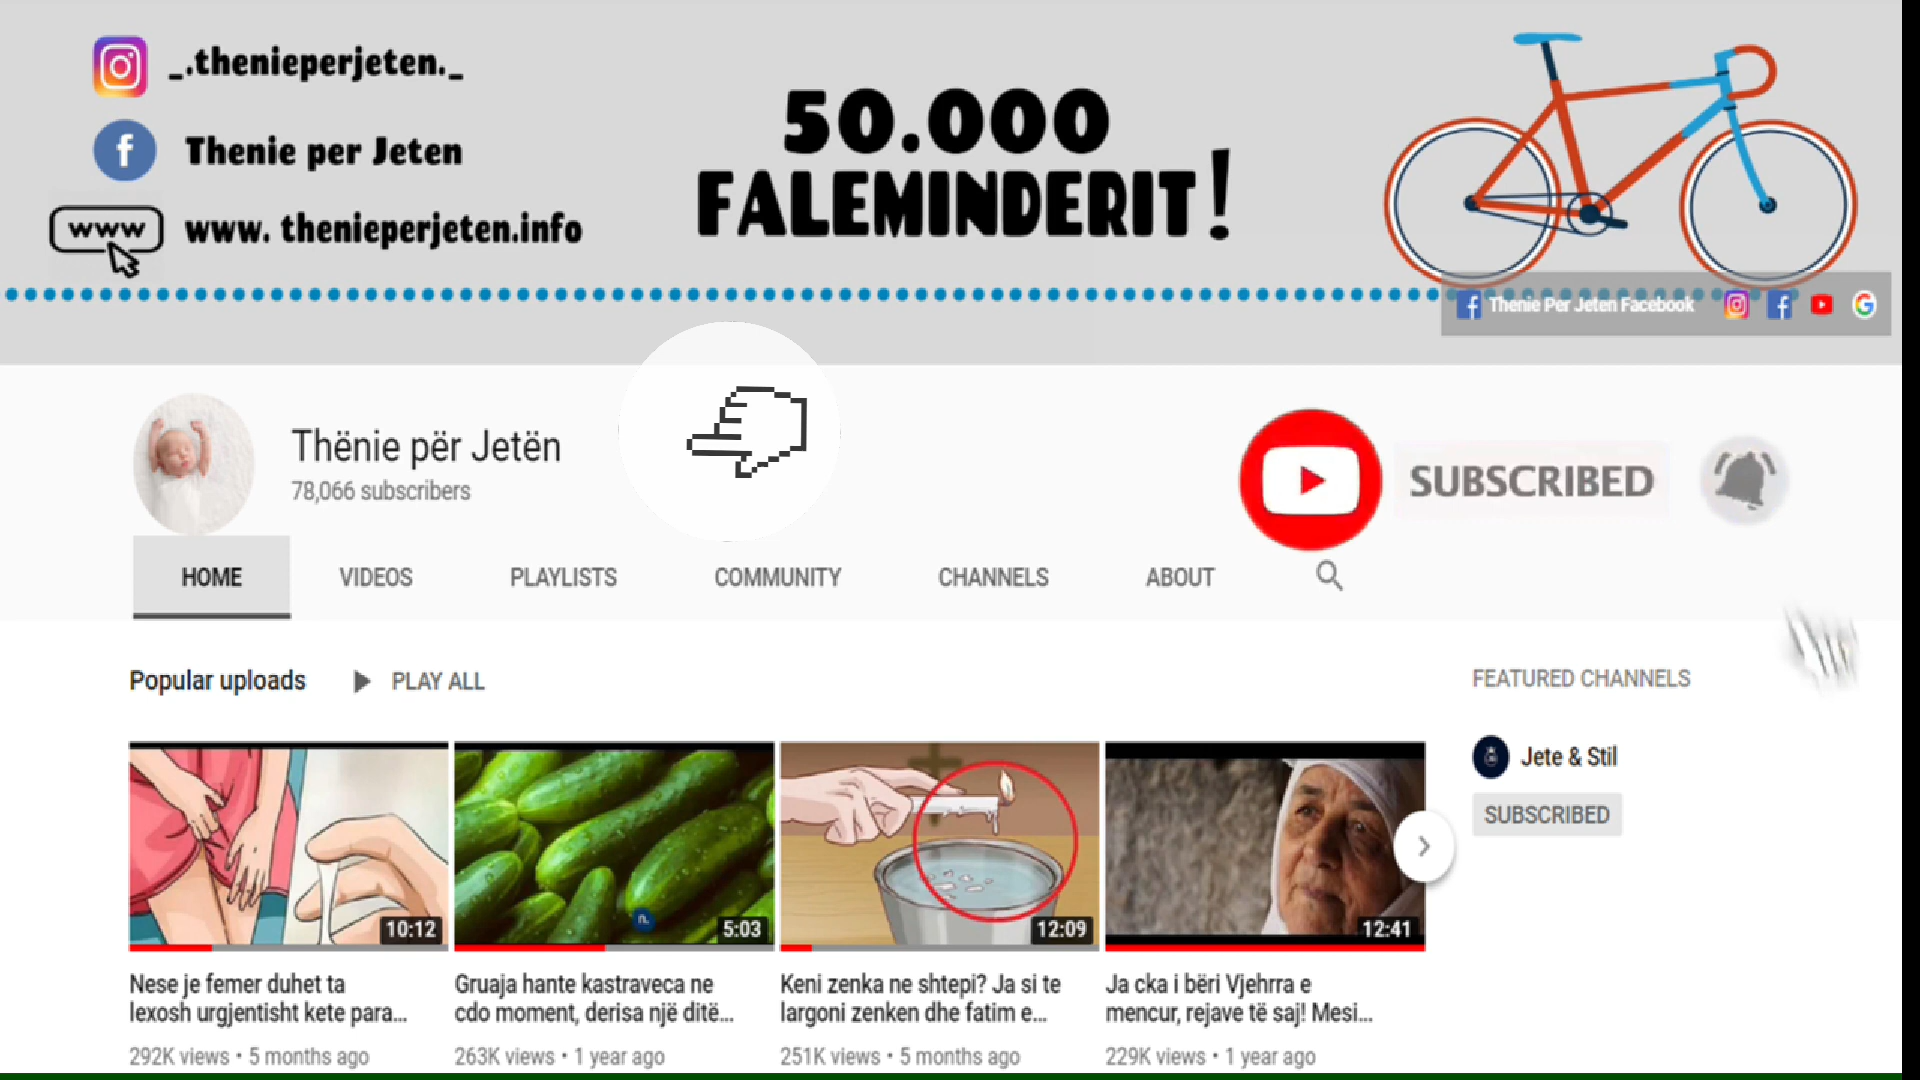 _.thenieperjeten._
Thenie per Jeten
www
www. thenieperjeten.info
50.000
FALEMINDERIT!
Thenie Per Jeten Facebook
Thënie për Jetën
78,066 subscribers
SUBSCRIBED
HOME
VIDEOS
PLAYLISTS
COMMUNITY
CHANNELS
ABOUT
Popular uploads
PLAY ALL
FEATURED CHANNELS
Jete & Stil
SUBSCRIBED
10:12
5:03
12:09
12:41
Nese je femer duhet ta
lexosh urgjentisht kete para...
292K views • 5 months ago
Gruaja hante kastraveca ne
cdo moment, derisa një ditë...
263K views • 1 year ago
Keni zenka ne shtepi? Ja si te
largoni zenken dhe fatim e...
251K views • 5 months ago
Ja cka i bëri Vjehrra e
mencur, rejave të saj! Mesi...
229K views • 1 year ago